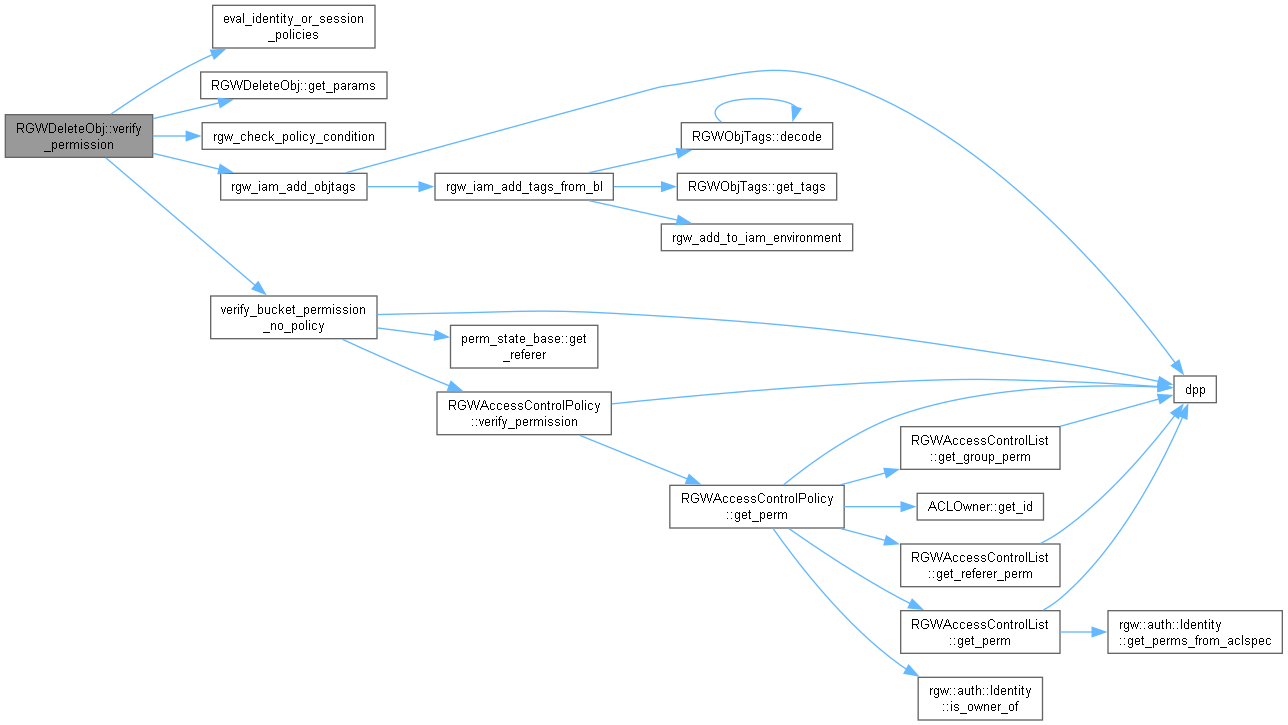 eval_identity_or_session
_policies
RGWDeleteObj::get_params
RGWDeleteObj::verify
_permission
rgw_check_policy_condition
RGWObjTags::decode
rgw_iam_add_objtags
rgw_iam_add_tags_from_bl
RGWObjTags::get_tags
rgw_add_to_iam_environment
verify_bucket_permission
_no_policy
perm_state_base::get
_referer
RGWAccessControlPolicy
::verify_permission
dpp
RGWAccessControlList
::get_group_perm
RGWAccessControlPolicy
::get_perm
ACLOwner::get_id
RGWAccessControlList
::get_referer_perm
RGWAccessControlList
::get_perm
rgw::auth::Identity
::get_perms_from_aclspec
rgw::auth::Identity
::is_owner_of